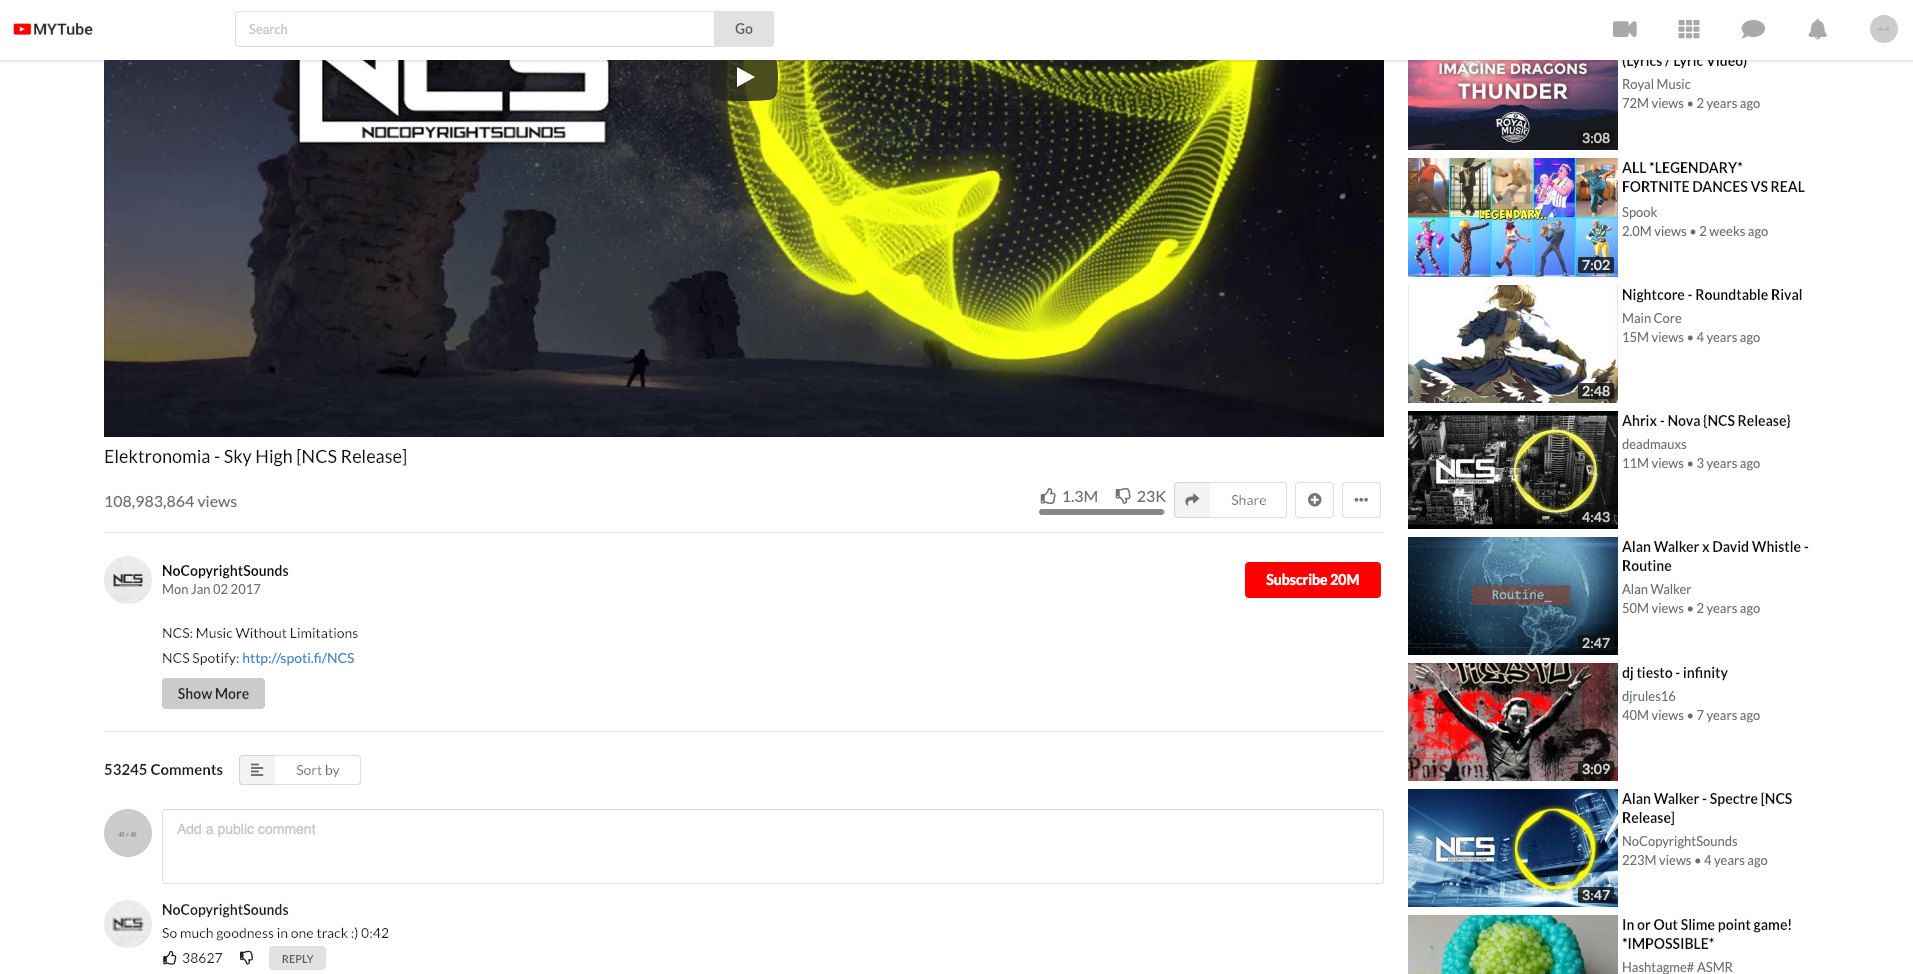 MYTube
Search
Go
NCS
NOCOPYRIGHTSOUNDS
Elektronomia - Sky High [NCS Release]
108,983,864 views
1.3M
23K
Share
NCS
NoCopyrightSounds
Mon Jan 02 2017
Subscribe 20M
NCS: Music Without Limitations
NCS Spotify: http://spoti.fi/NCS
Show More
53245 Comments
Sort by
Add a public comment
NCS
NoCopyrightSounds
So much goodness in one track :) 0:42
38627
REPLY
IMAGINE DRAGONS
THUNDER
ROYAL
MUSIC
3:08
(Lyrics / Lyric Video)
Royal Music
72M views • 2 years ago
LEGENDARY..
7:02
ALL *LEGENDARY*
FORTNITE DANCES VS REAL
Spook
2.0M views • 2 weeks ago
2:48
Nightcore - Roundtable Rival
Main Core
15M views • 4 years ago
NCS
4:43
Ahrix - Nova {NCS Release}
deadmauxs
11M views • 3 years ago
Routine_
2:47
Alan Walker x David Whistle -
Routine
Alan Walker
50M views • 2 years ago
3:09
dj tiesto - infinity
djrules16
40M views • 7 years ago
NCS
3:47
Alan Walker - Spectre [NCS
Release]
NoCopyrightSounds
223M views • 4 years ago
In or Out Slime point game!
*IMPOSSIBLE*
Hashtagme# ASMR